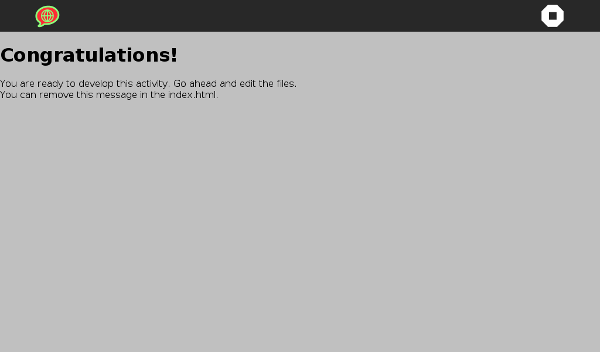 Congratulations!
You are ready to develop this activity. Go ahead and edit the files.
You can remove this message in the index.html.